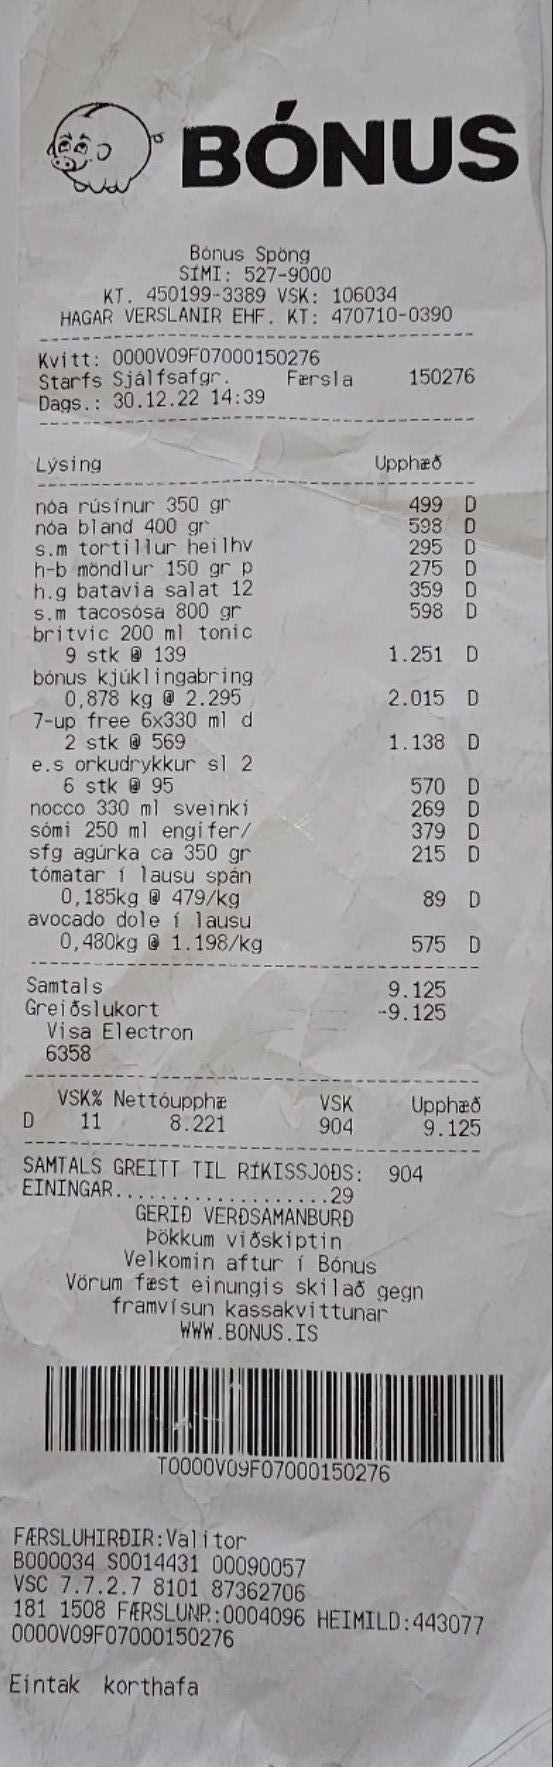 BÓNUS
Bónus Spöng
SÍMI: 527-9000
KT. 450199-3389 VSK: 106034
HAGAR VERSLANIR EHF. KT: 470710-0390
Kvitt: 0000V09F07000150276
Starfs Sjálfsafgr. Færsla 150276
Dags.: 30.12.22 14:39
Lýsing Upphæð
nóa rúsínur 350 gr 499 D
nóa bland 400 gr 598 D
s.m tortillur heilhv 295 D
h-b möndlur 150 gr p 275 D
h.g batavia salat 12 359 D
s.m tacosósa 800 gr 598 D
britvic 200 ml tonic
9 stk @ 139 1.251 D
bónus kjúklingabring
0,878 kg @ 2.295 2.015 D
7-up free 6x330 ml d
2 stk @ 569 1.138 D
e.s orkudrykkur sl 2
6 stk @ 95 570 D
nocco 330 ml sveinki 269 D
sómi 250 ml engifer/ 379 D
sfg agúrka ca 350 gr 215 D
tómatar í lausu spán
0,185kg @ 479/kg 89 D
avocado dole í lausu
0,480kg @ 1.198/kg 575 D
Samtals 9.125
Greiðslukort -9.125
Visa Electron
6358
VSK% Nettóupphæ VSK Upphæð
D 11 8.221 904 9.125
SAMTALS GREITT TIL RÍKISSJÓÐS: 904
EININGAR...................29
GERIÐ VERÐSAMANBURÐ
Þökkum viðskiptin
Velkomin aftur í Bónus
Vörum fæst einungis skilað gegn
framvísun kassakvittunar
WWW.BONUS.IS
T0000V09F07000150276
FÆRSLUHIRÐIR:Valitor
B000034 S0014431 00090057
VSC 7.7.2.7 8101 87362706
181 1508 FÆRSLUNR.:0004096 HEIMILD:443077
0000V09F07000150276
Eintak korthafa